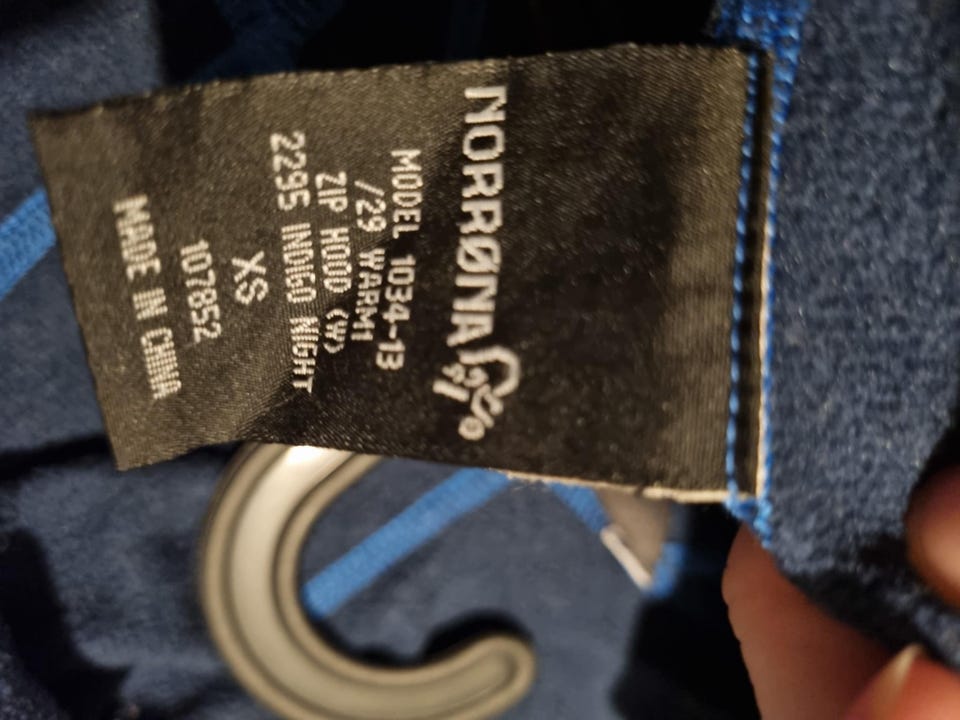 NORRØNA
MODEL 1034-13
/29 WARM1
ZIP HOOD (W)
2295 INDIGO NIGHT
XS
107852
MADE IN CHINA